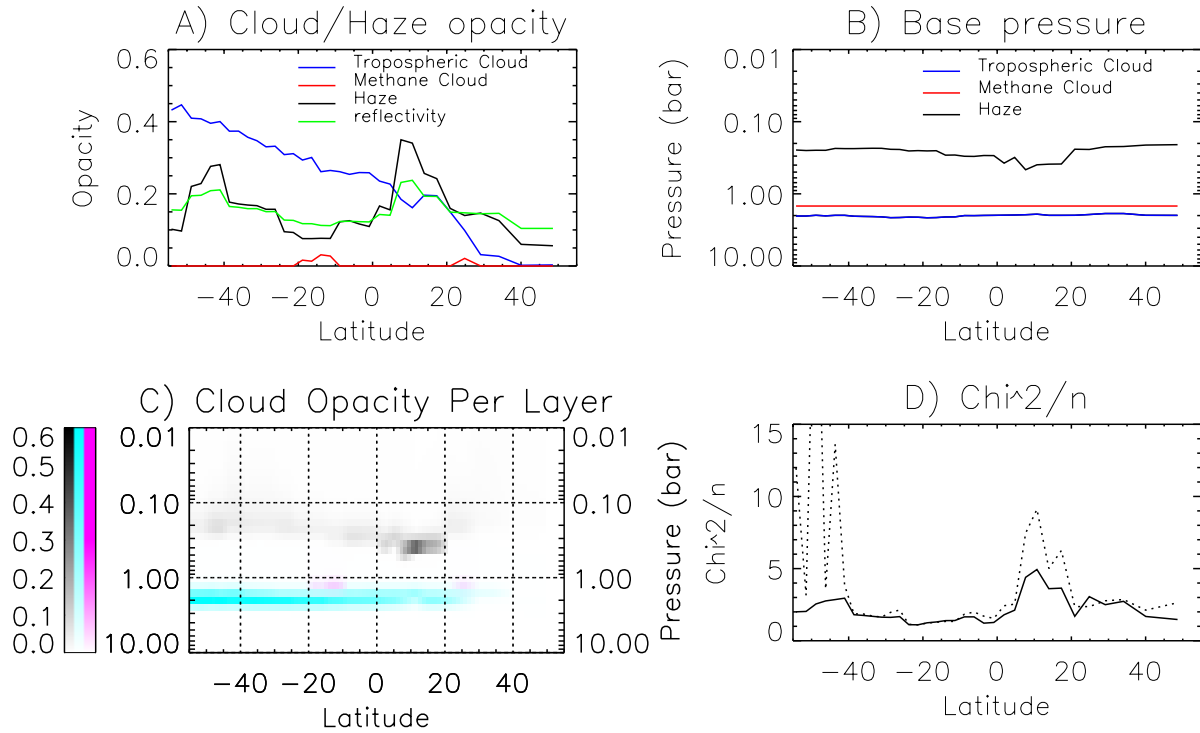 A) Cloud/Haze opacity
0.6
0.4
0.2
0.0
Opacity
Tropospheric Cloud
Methane Cloud
Haze
reflectivity
−40 −20 0 20 40
Latitude
B) Base pressure
0.01
0.10
1.00
10.00
Pressure (bar)
Tropospheric Cloud
Methane Cloud
Haze
−40 −20 0 20 40
Latitude
C) Cloud Opacity Per Layer
0.6
0.5
0.4
0.3
0.2
0.1
0.0
0.01
0.10
1.00
10.00
0.01
0.10
1.00
10.00
Pressure (bar)
−40 −20 0 20 40
Latitude
D) Chi^2/n
15
10
5
0
Chi^2/n
−40 −20 0 20 40
Latitude